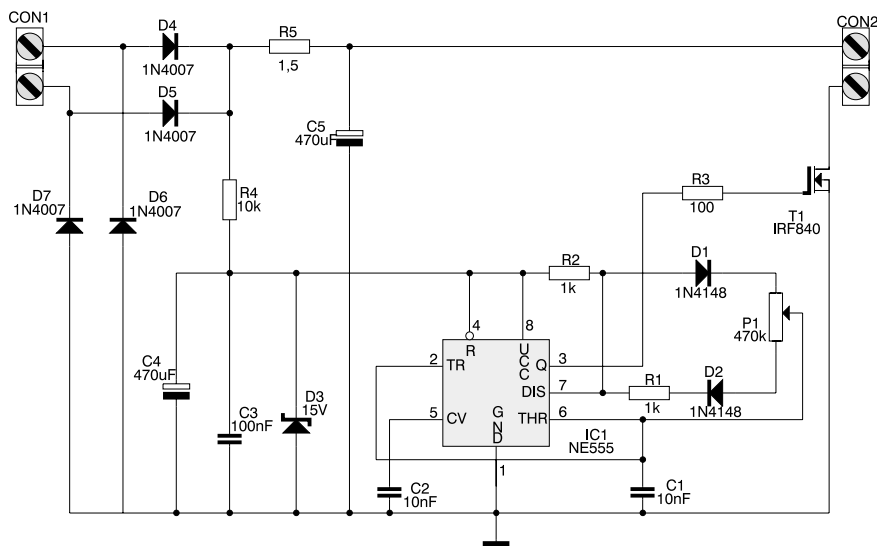 CON1
D4
1N4007
R5
1,5
CON2
D5
1N4007
C5
470uF
D7
1N4007
D6
1N4007
R4
10k
R3
100
T1
IRF840
R2
1k
D1
1N4148
P1
470k
4
8
R
UCC
2
TR
Q
3
DIS
7
R1
1k
D2
1N4148
C4
470uF
C3
100nF
D3
15V
5
CV
GND
THR
6
IC1
NE555
1
C2
10nF
C1
10nF